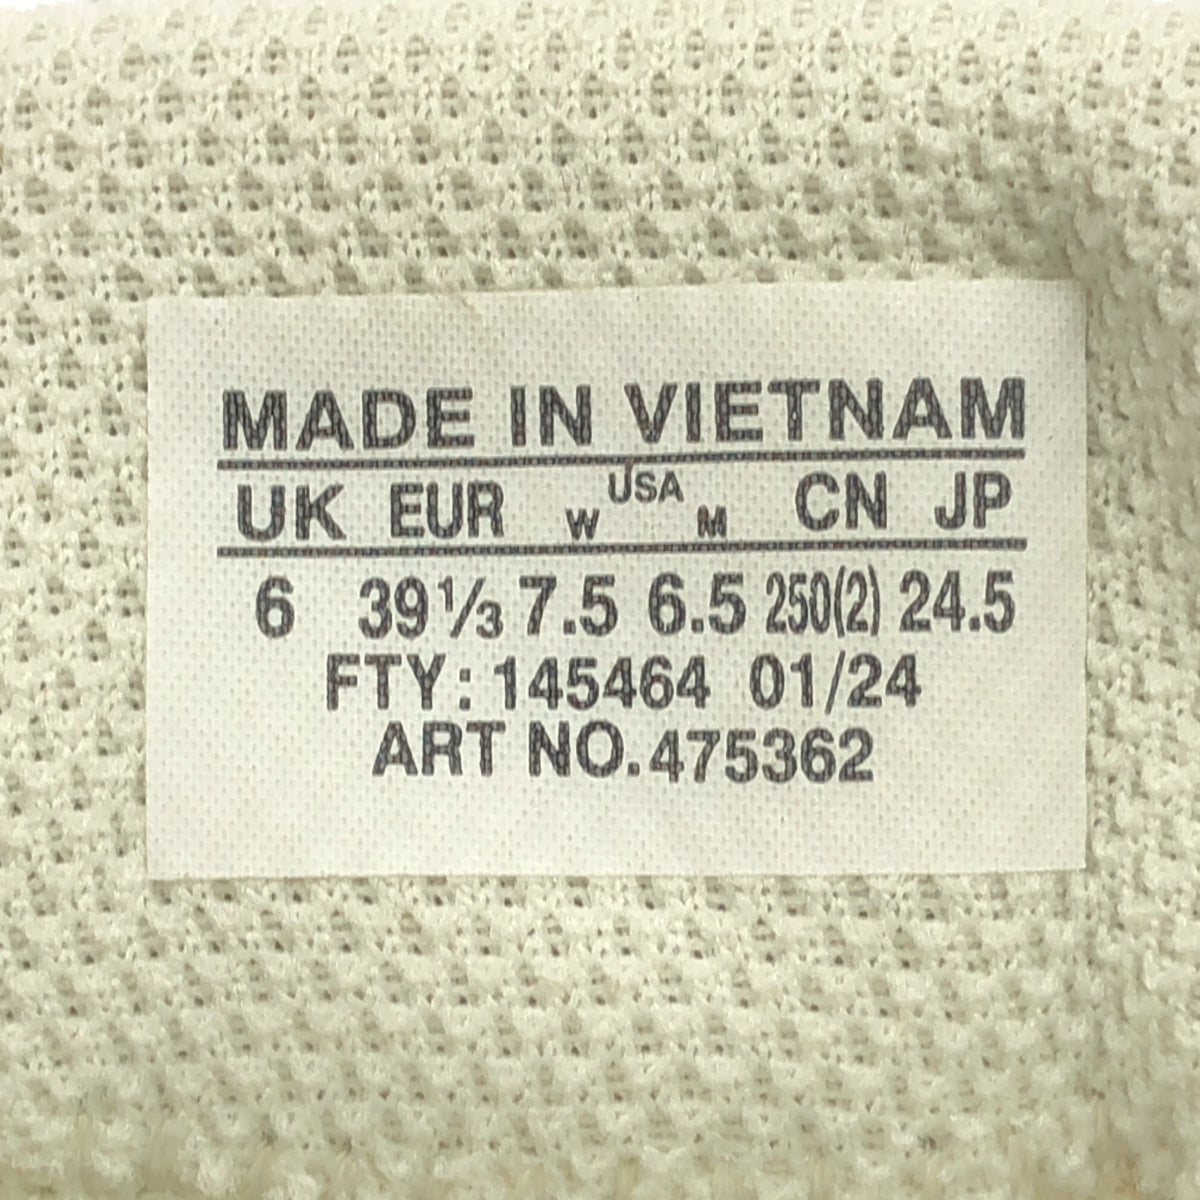 MADE IN VIETNAM
UK EUR W USA M CN JP
6 39⅓ 7.5 6.5 250(2) 24.5
FTY: 145464 01/24
ART NO.475362